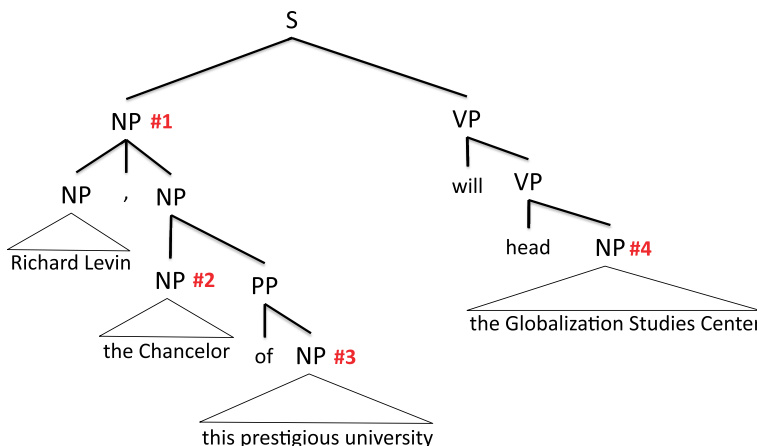 S
NP #1 VP
NP , NP will VP
Richard Levin NP #2 PP head NP #4
the Chancelor of NP #3 the Globalization Studies Center
this prestigious university